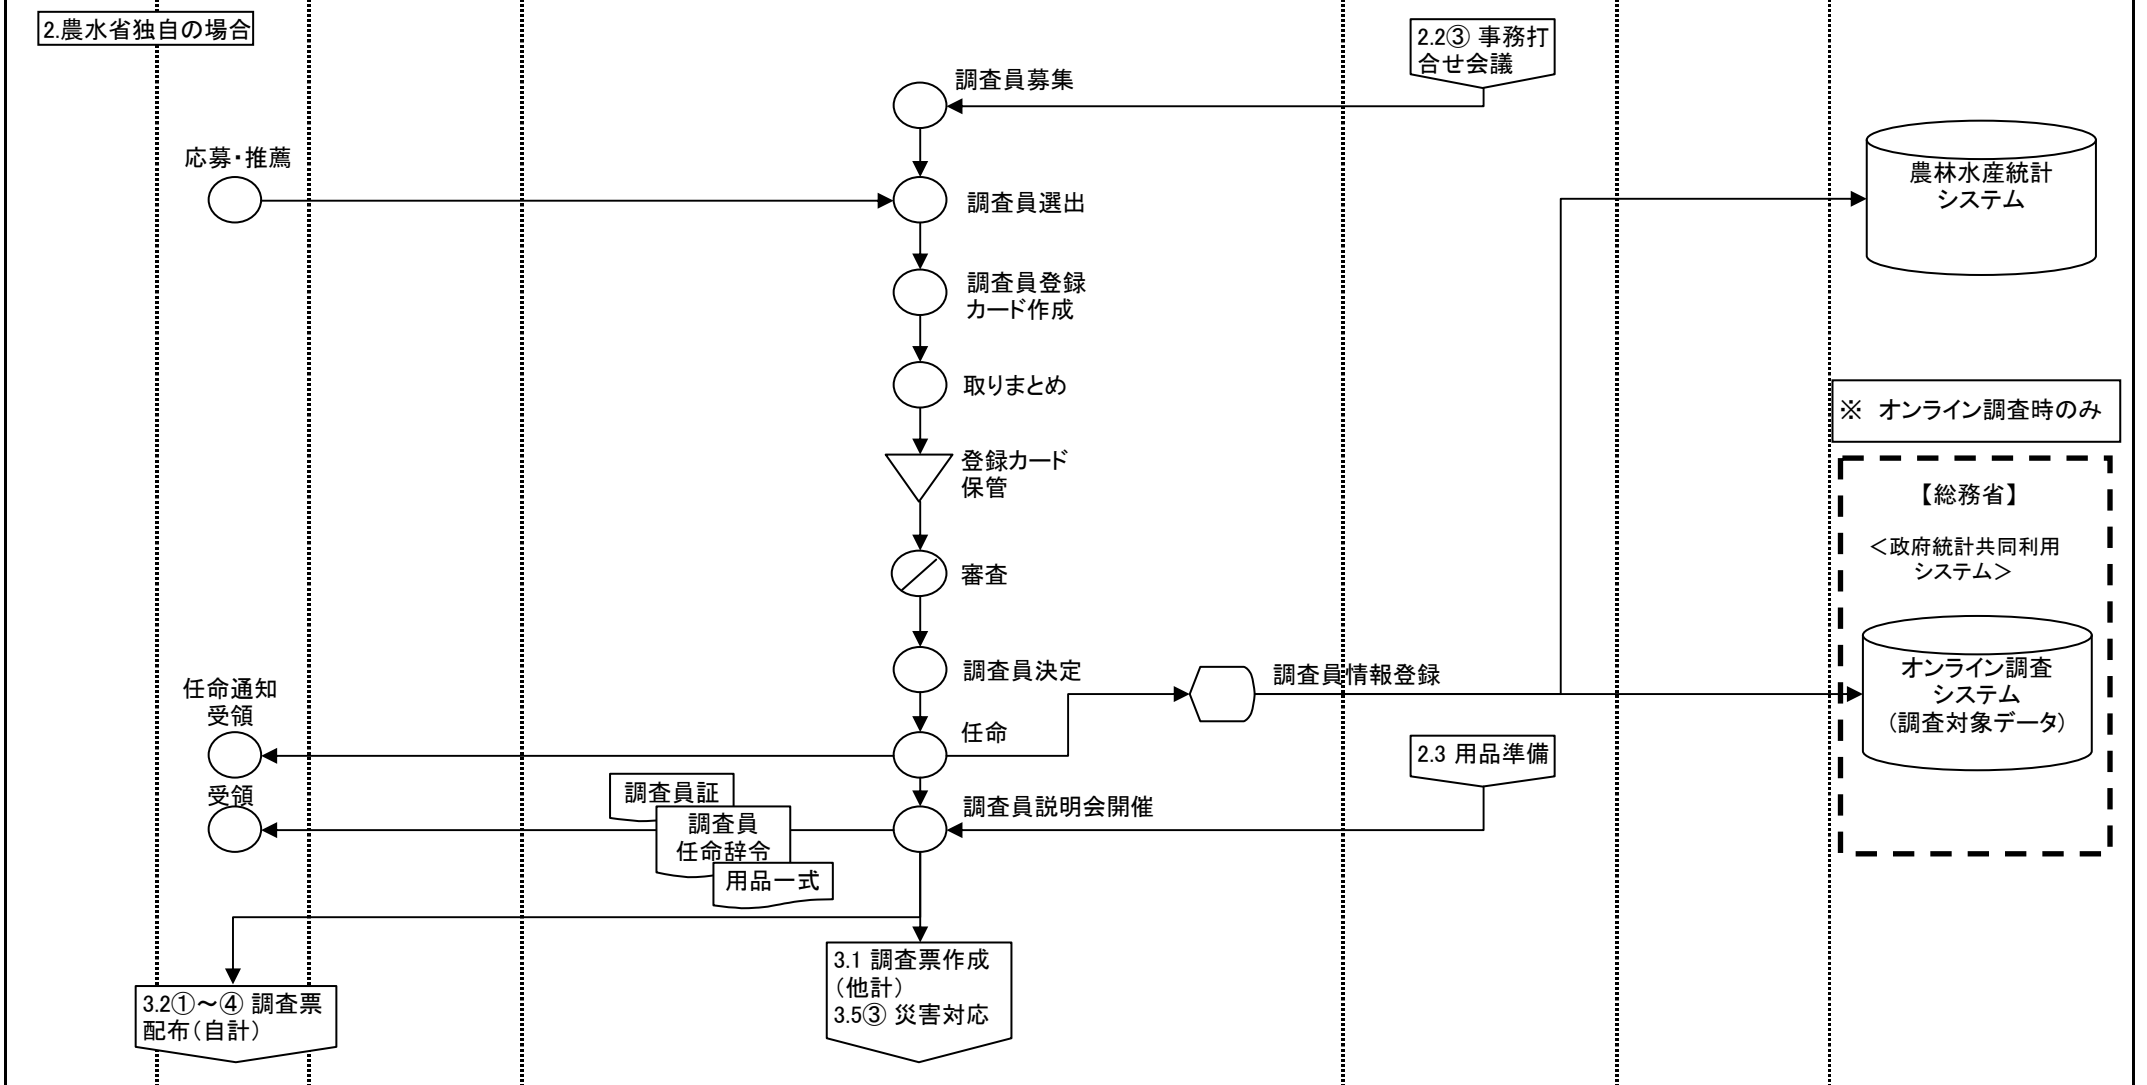 2.農水省独自の場合
2.2③ 事務打
合せ会議
調査員募集
応募・推薦
調査員選出
農林水産統計
システム
調査員登録
カード作成
取りまとめ
※ オンライン調査時のみ
登録カード
保管
【総務省】
＜政府統計共同利用
システム＞
審査
調査員決定
調査員情報登録
オンライン調査
システム
（調査対象データ）
任命通知
受領
任命
2.3 用品準備
受領
調査員証
調査員
任命辞令
用品一式
調査員説明会開催
3.1 調査票作成
（他計）
3.5③ 災害対応
3.2①～④ 調査票
配布（自計）